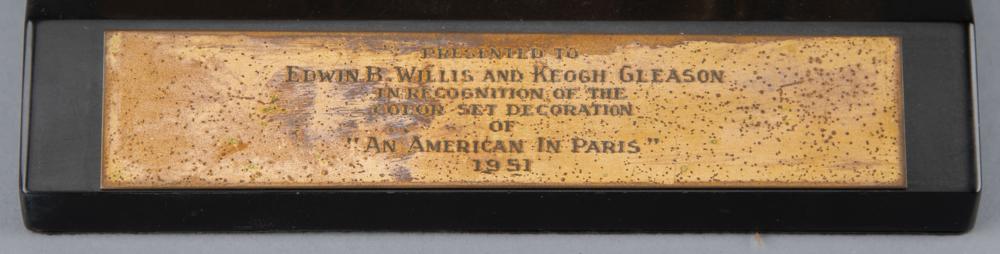 PRESENTED TO
EDWIN B. WILLIS AND KEOGH GLEASON
IN RECOGNITION OF THE
COLOR SET DECORATION
OF
"AN AMERICAN IN PARIS"
1951